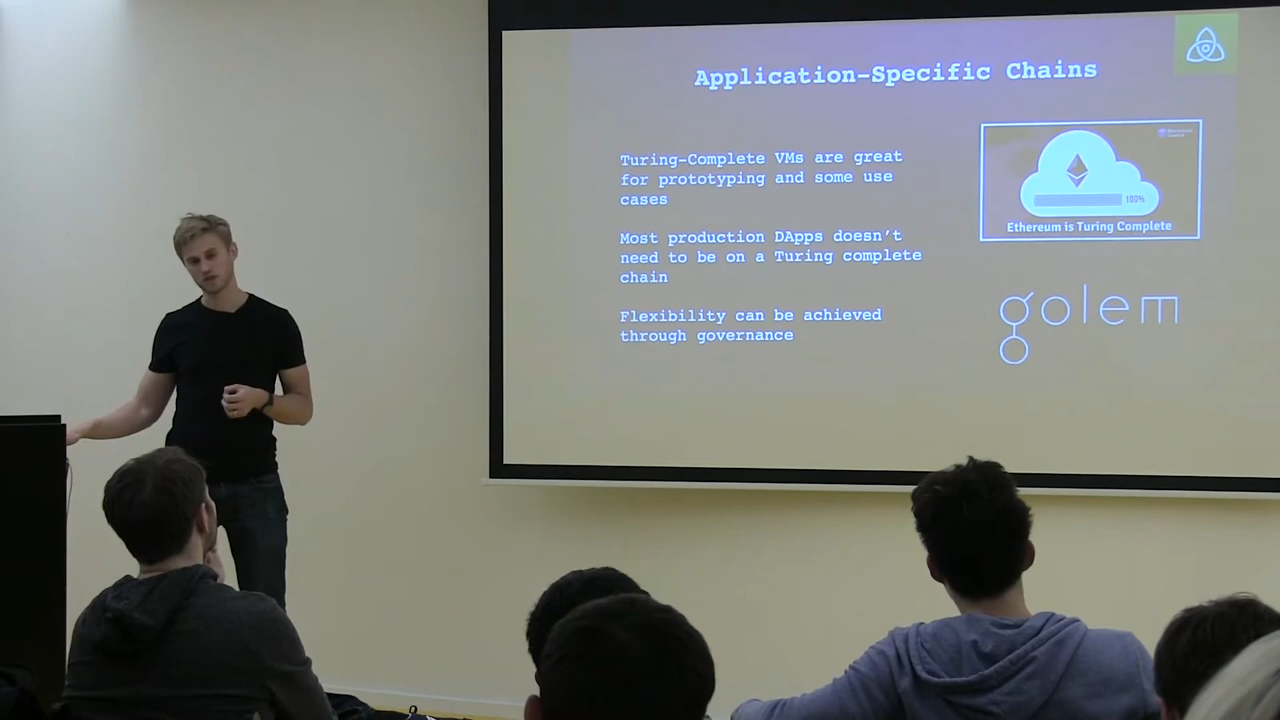 Application-Specific Chains
Turing-Complete VMs are great
for prototyping and some use
cases
Most production DApps doesn't
need to be on a Turing complete
chain
Flexibility can be achieved
through governance
100%
Ethereum is Turing Complete
golem